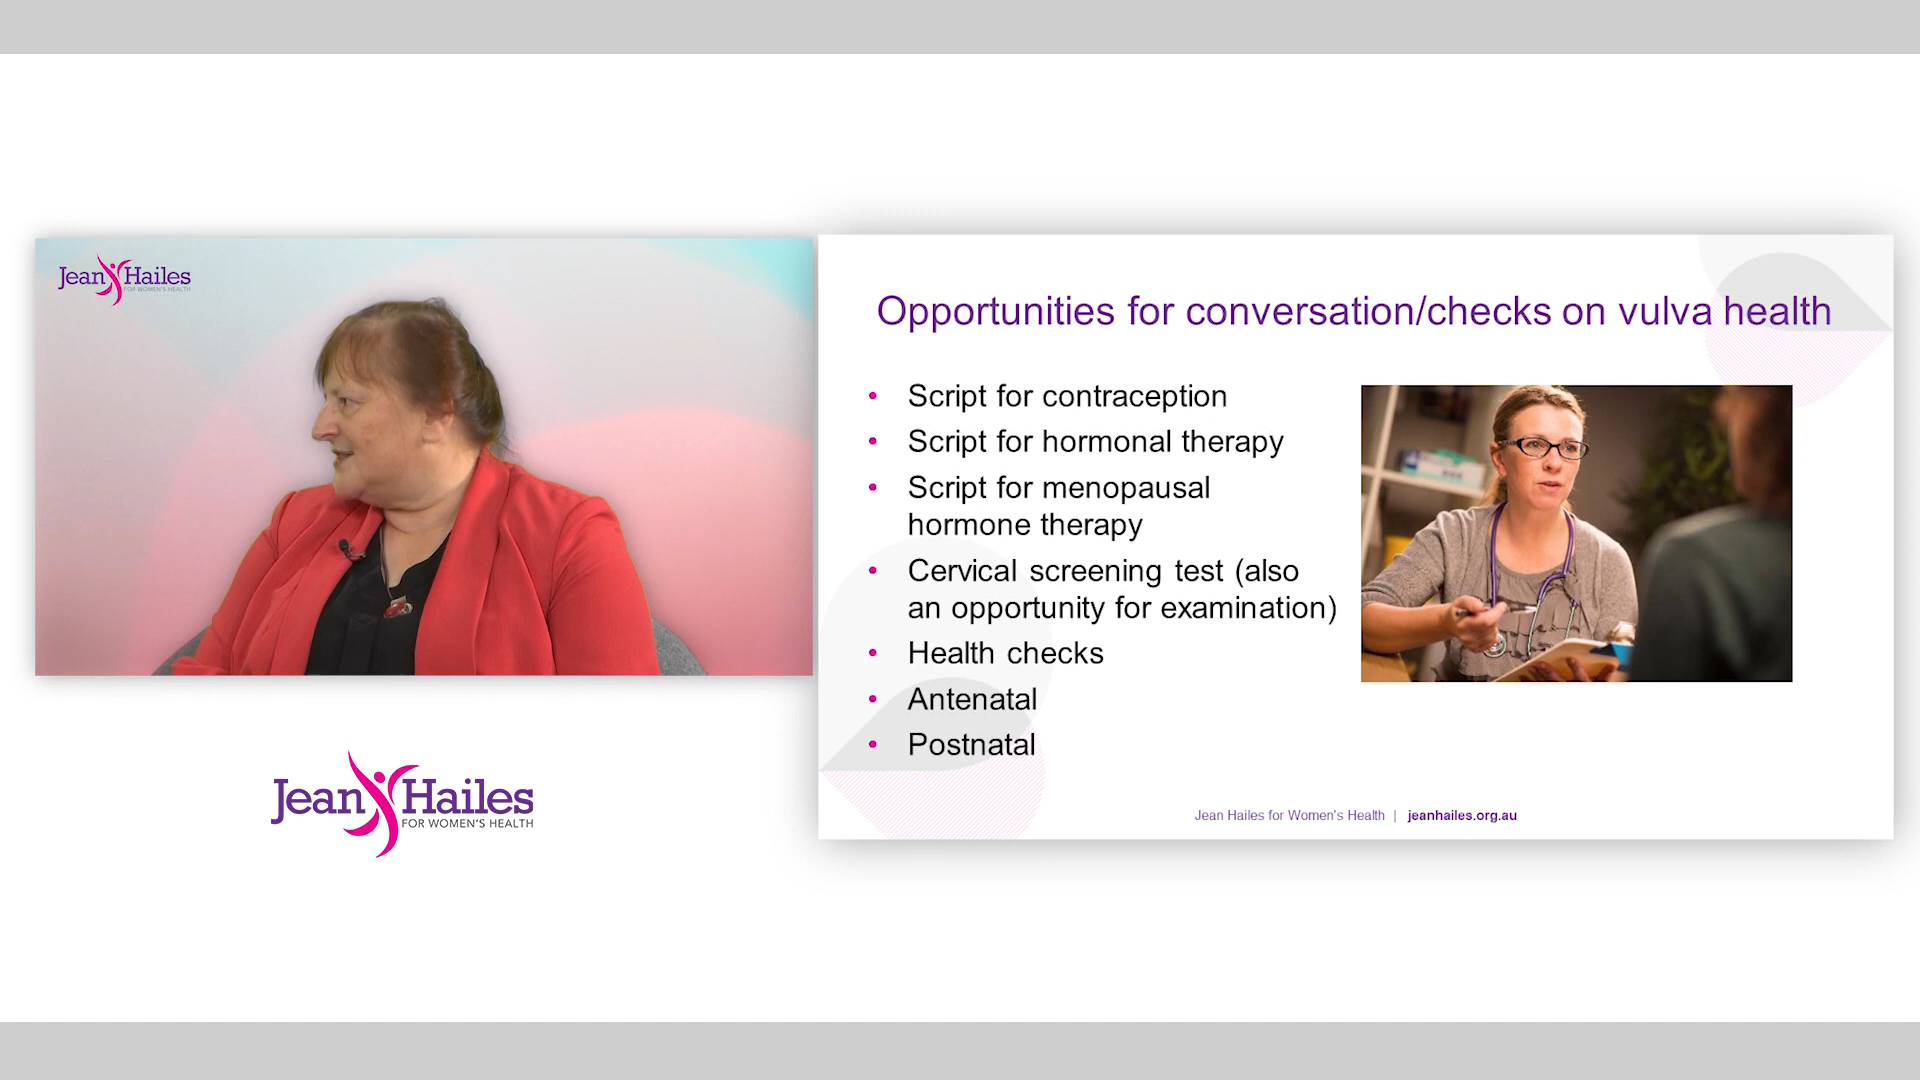 Jean Hailes
FOR WOMEN'S HEALTH
Opportunities for conversation/checks on vulva health
• Script for contraception
• Script for hormonal therapy
• Script for menopausal
hormone therapy
• Cervical screening test (also
an opportunity for examination)
• Health checks
• Antenatal
• Postnatal
Jean Hailes for Women's Health | jeanhailes.org.au
Jean Hailes
FOR WOMEN'S HEALTH